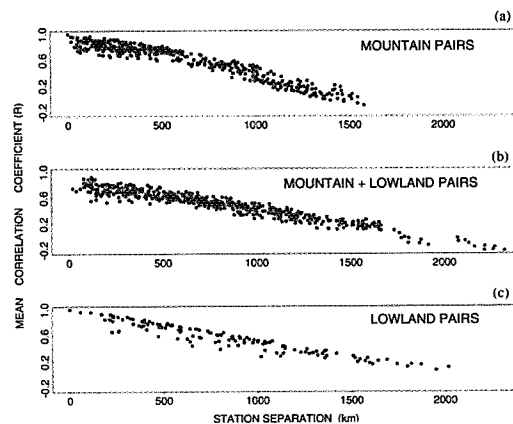 (a)
MOUNTAIN PAIRS
1.0
0.6
0.2
-0.2
0 500 1000 1500 2000
(b)
MOUNTAIN + LOWLAND PAIRS
1.0
0.6
0.2
-0.2
0 500 1000 1500 2000
(c)
LOWLAND PAIRS
1.0
0.6
0.2
-0.2
0 500 1000 1500 2000
STATION SEPARATION (km)
MEAN CORRELATION COEFFICIENT (R)